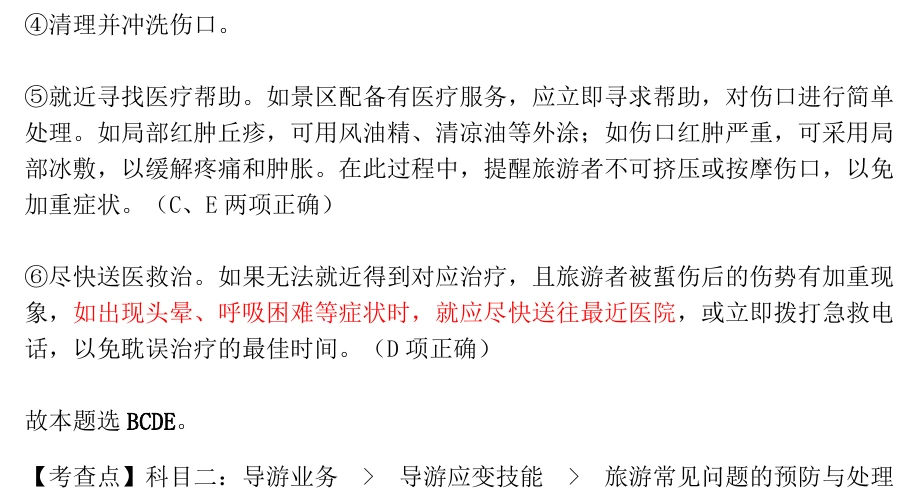 ④清理并冲洗伤口。
⑤就近寻找医疗帮助。如景区配备有医疗服务，应立即寻求帮助，对伤口进行简单
处理。如局部红肿丘疹，可用风油精、清凉油等外涂；如伤口红肿严重，可采用局
部冰敷，以缓解疼痛和肿胀。在此过程中，提醒旅游者不可挤压或按摩伤口，以免
加重症状。（C、E 两项正确）
⑥尽快送医救治。如果无法就近得到对应治疗，且旅游者被蜇伤后的伤势有加重现
象，如出现头晕、呼吸困难等症状时，就应尽快送往最近医院，或立即拨打急救电
话，以免耽误治疗的最佳时间。（D 项正确）
故本题选 BCDE。
【考查点】科目二：导游业务 > 导游应变技能 > 旅游常见问题的预防与处理